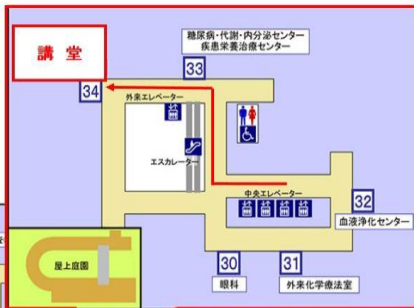 糖尿病・代謝・内分泌センター
疾患栄養治療センター
講堂
33
34
外来エレベーター
エスカレーター
中央エレベーター
32
血液浄化センター
屋上庭園
30
31
眼科
外来化学療法室